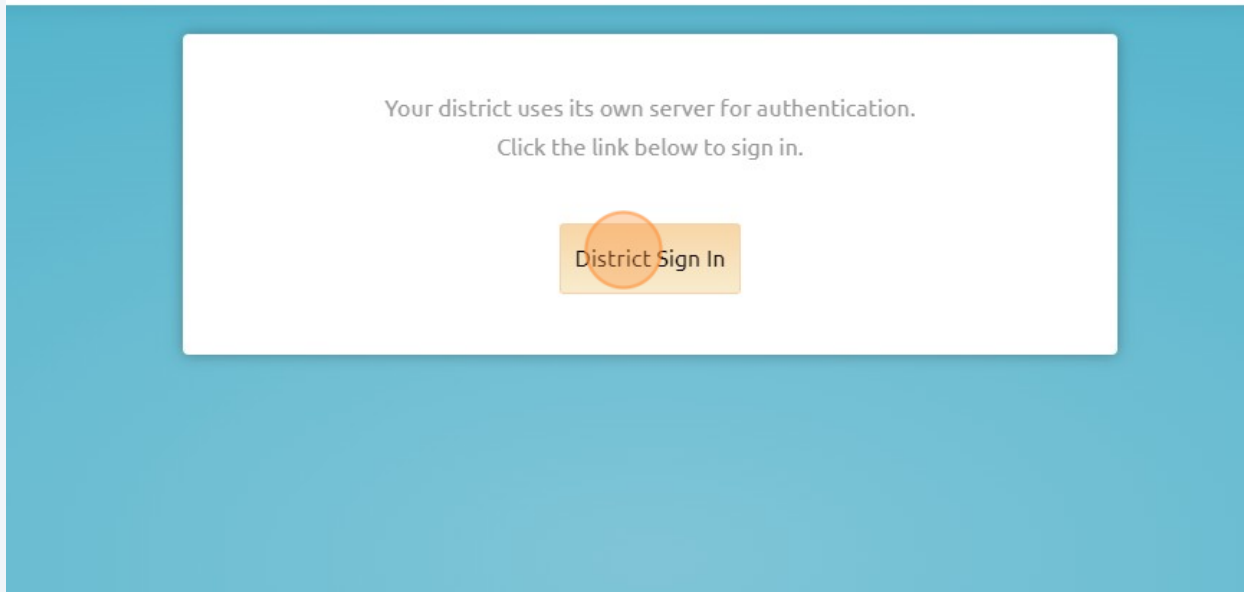 Your district uses its own server for authentication.
Click the link below to sign in.
District Sign In